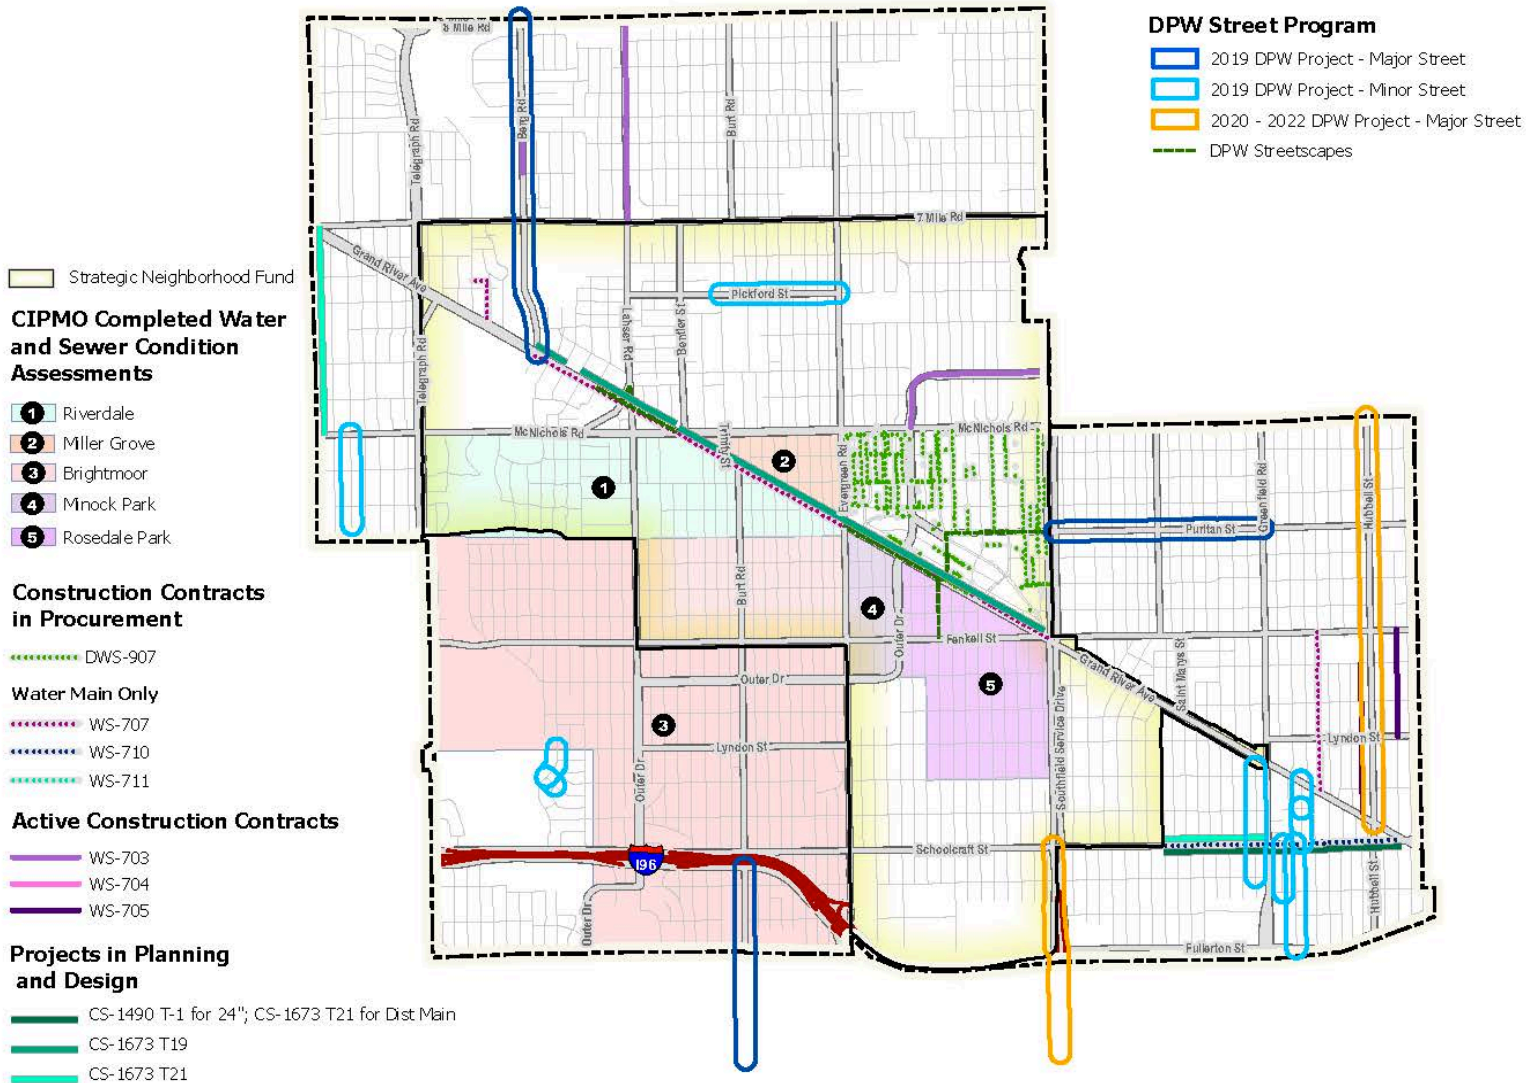 DPW Street Program
2019 DPW Project - Major Street
2019 DPW Project - Minor Street
2020 - 2022 DPW Project - Major Street
DPW Streetscapes
Strategic Neighborhood Fund
CIPMO Completed Water
and Sewer Condition
Assessments
1 Riverdale
2 Miller Grove
3 Brightmoor
4 Minock Park
5 Rosedale Park
Construction Contracts
in Procurement
DWS-907
Water Main Only
WS-707
WS-710
WS-711
Active Construction Contracts
WS-703
WS-704
WS-705
Projects in Planning
and Design
CS-1490 T-1 for 24"; CS-1673 T21 for Dist Main
CS-1673 T19
CS-1673 T21
8 Mile Rd
Telegraph Rd
Berg Rd
Burt Rd
7 Mile Rd
Grand River Ave
Pickford St
Lahser Rd
Bentler St
Telegraph Rd
McNichols Rd
Trinity St
McNichols Rd
Evergreen Rd
1
2
Puritan St
Greenfield Rd
Hubbell St
Burt Rd
4
Outer Dr
Fenkell St
Grand River Ave
Saint Marys St
Outer Dr
5
3
Lyndon St
Lyndon St
Outer Dr
Southfield Service Drive
Schoolcraft St
I96
Outer Dr
Hubbell St
Fullerton St